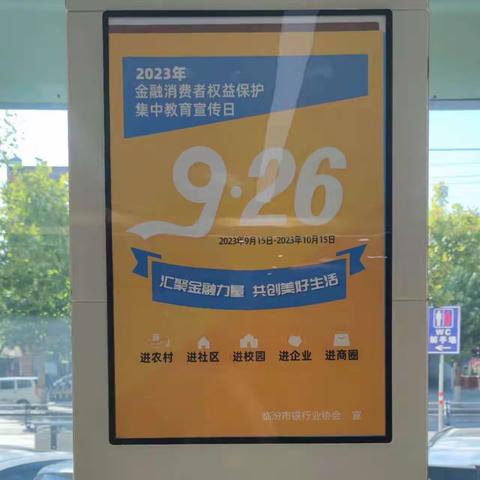 2023年
金融消费者权益保护
集中教育宣传日
9·26
2023年9月15日-2023年10月15日
汇聚金融力量 共创美好生活
进农村 进社区 进校园 进企业 进商圈
临汾市银行业协会 宣
WC
解手场